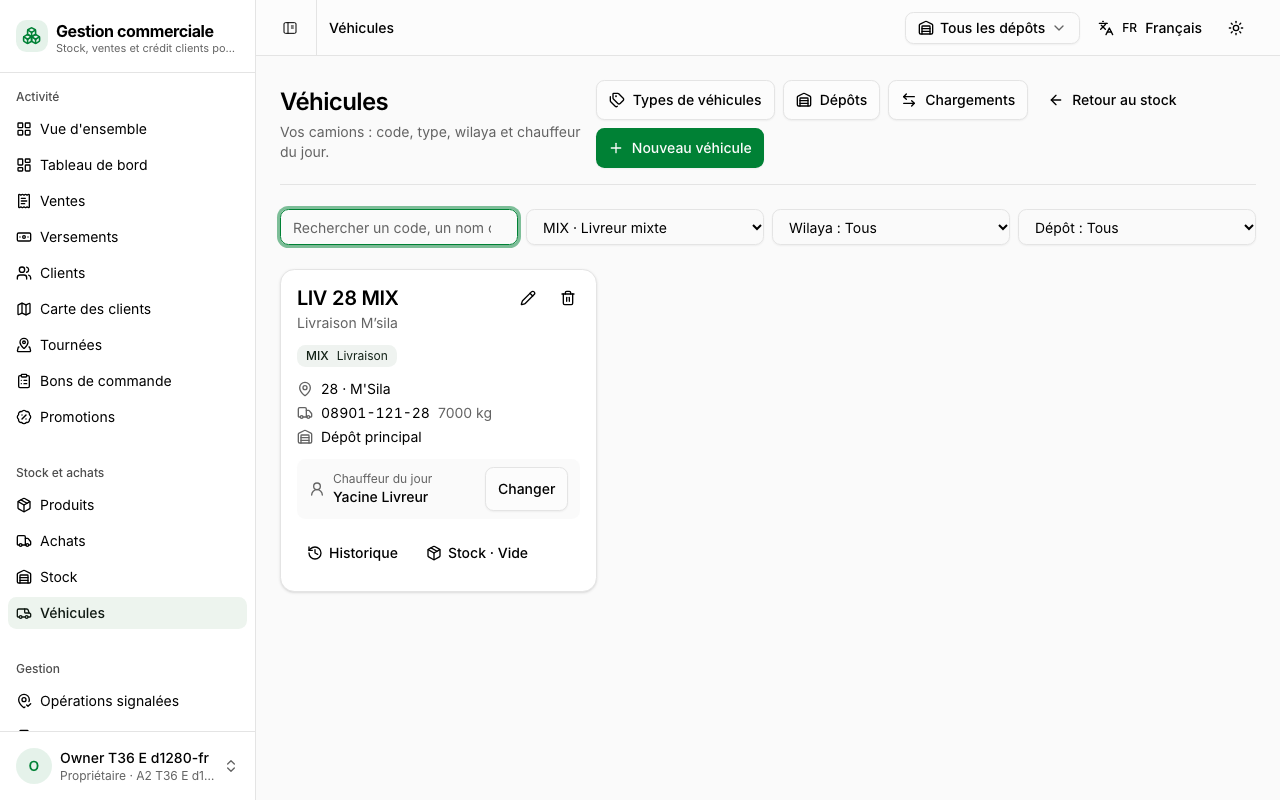 Gestion commerciale
Stock, ventes et crédit clients po...
Activité
Vue d'ensemble
Tableau de bord
Ventes
Versements
Clients
Carte des clients
Tournées
Bons de commande
Promotions
Stock et achats
Produits
Achats
Stock
Véhicules
Gestion
Opérations signalées
O
Owner T36 E d1280-fr
Propriétaire · A2 T36 E d1...
Véhicules
Tous les dépôts
FR Français
Véhicules
Vos camions : code, type, wilaya et chauffeur
du jour.
Types de véhicules
Dépôts
Chargements
Retour au stock
Nouveau véhicule
Rechercher un code, un nom
MIX · Livreur mixte
Wilaya : Tous
Dépôt : Tous
LIV 28 MIX
Livraison M’sila
MIX Livraison
28 · M'Sila
08901-121-28 7000 kg
Dépôt principal
Chauffeur du jour
Yacine Livreur
Changer
Historique
Stock · Vide